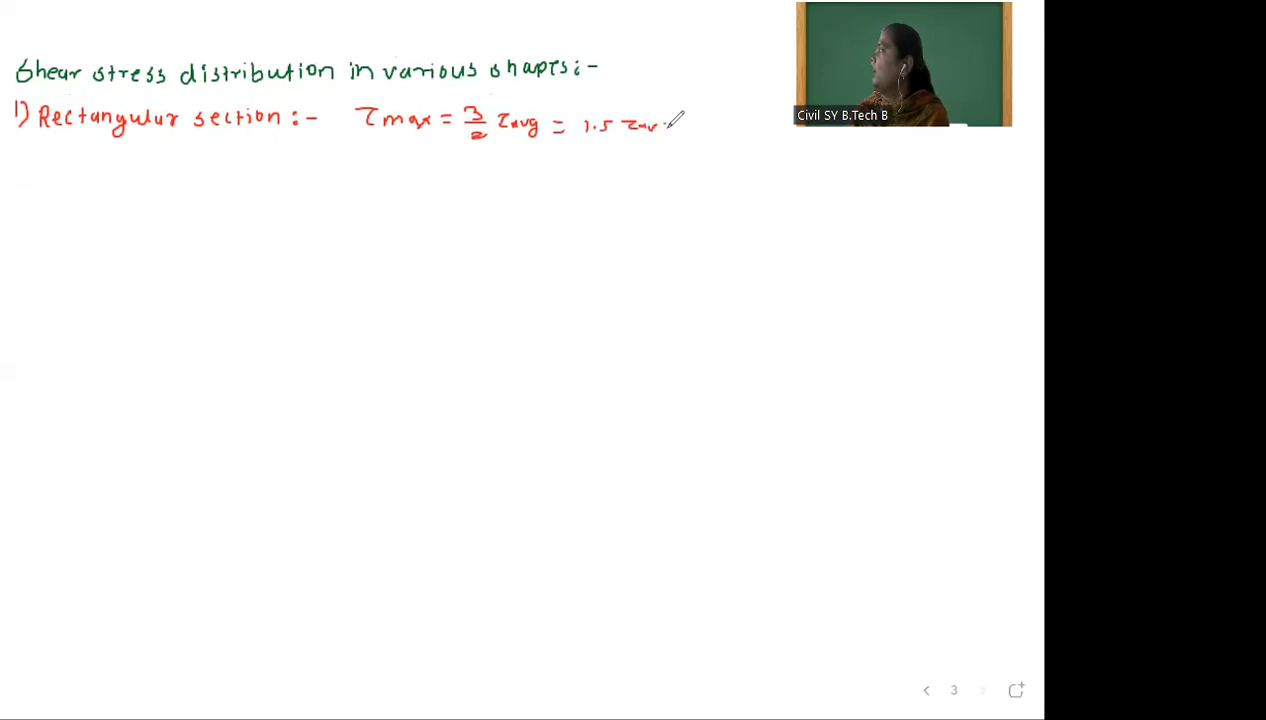 Shear stress distribution in various shapes:-
1) Rectangular section:- τmax = 3/2 τavg = 1.5 τav
Civil SY B.Tech B
3